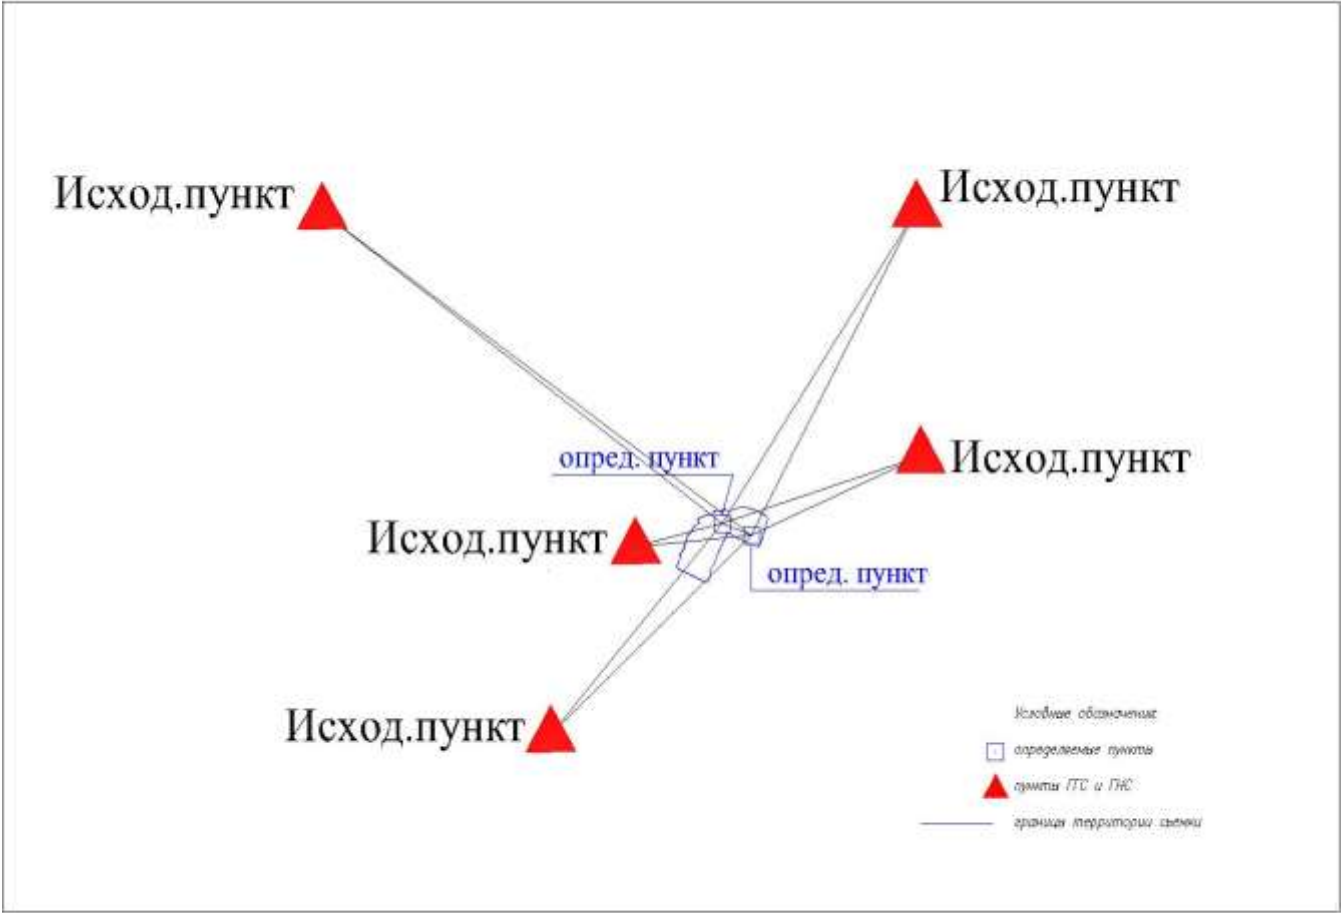 Исход.пункт
Исход.пункт
опред. пункт
Исход.пункт
Исход.пункт
опред. пункт
Исход.пункт
Условные обозначения
определяемые пункты
пункты ГГС и ГНС
границы территории съемки